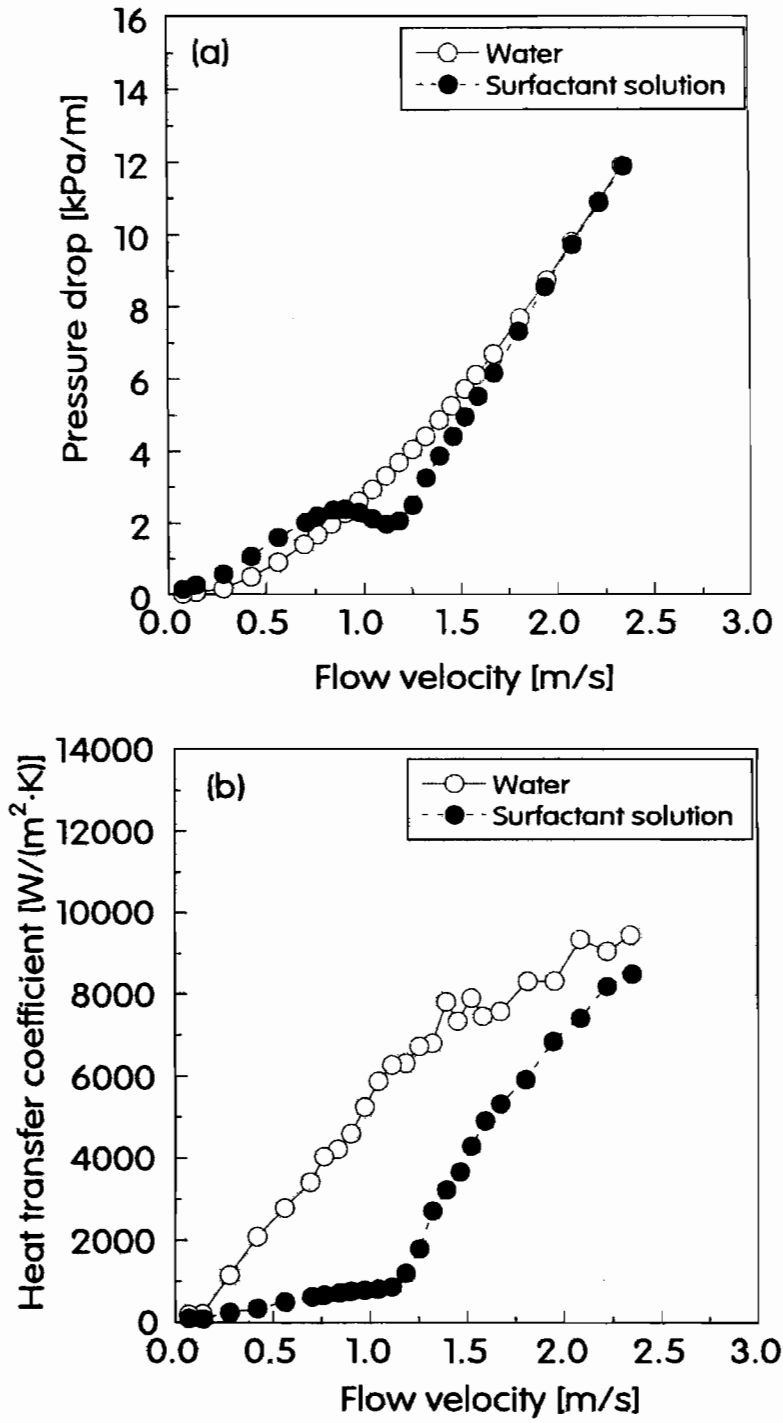 16
14
12
10
8
6
4
2
0
Pressure drop [kPa/m]
(a)
Water
Surfactant solution
0.0 0.5 1.0 1.5 2.0 2.5 3.0
Flow velocity [m/s]
14000
12000
10000
8000
6000
4000
2000
0
Heat transfer coefficient [W/(m²·K)]
(b)
Water
Surfactant solution
0.0 0.5 1.0 1.5 2.0 2.5 3.0
Flow velocity [m/s]